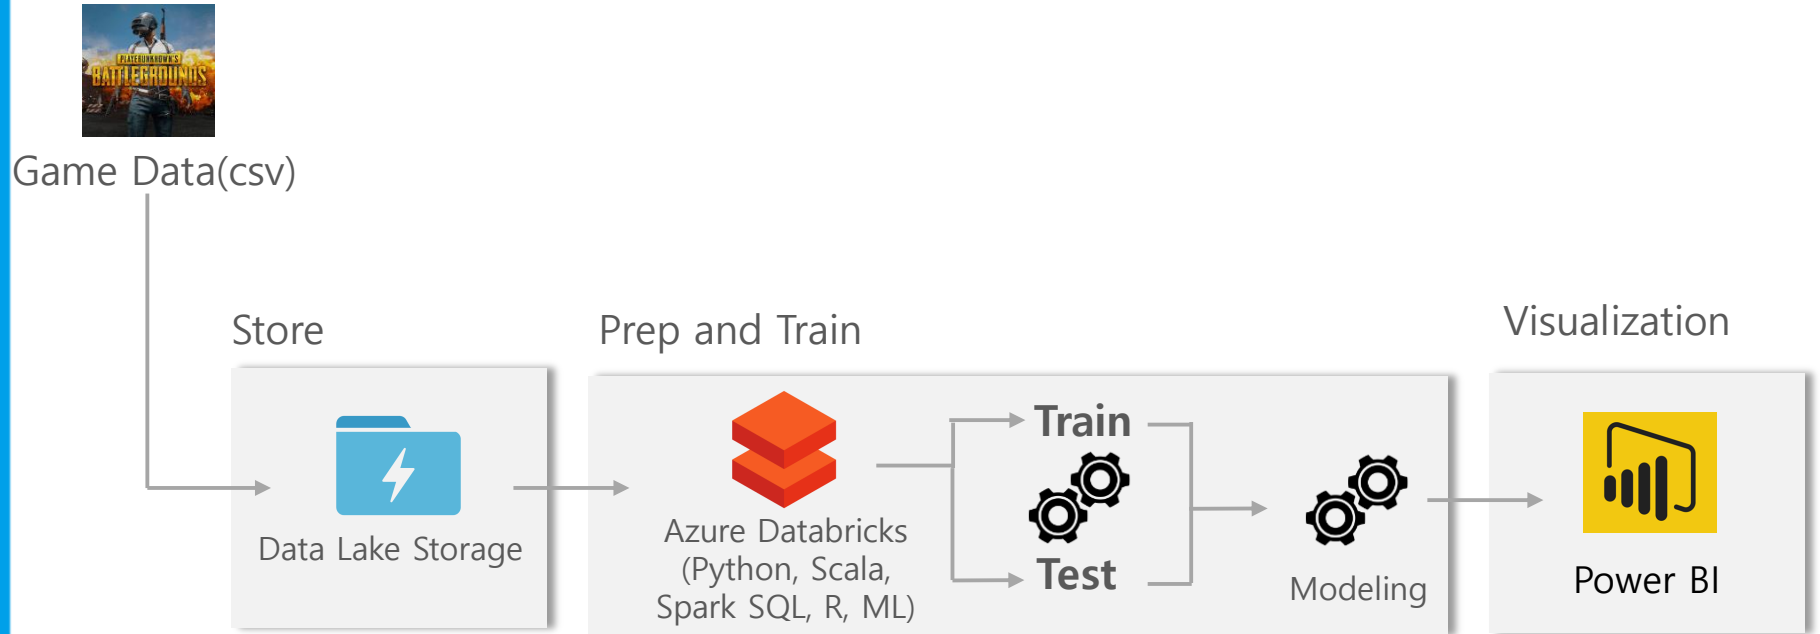 PLAYERUNKNOWN'S
BATTLEGROUNDS
Game Data(csv)
Store
Data Lake Storage
Prep and Train
Azure Databricks
(Python, Scala,
Spark SQL, R, ML)
Train
Test
Modeling
Visualization
Power BI